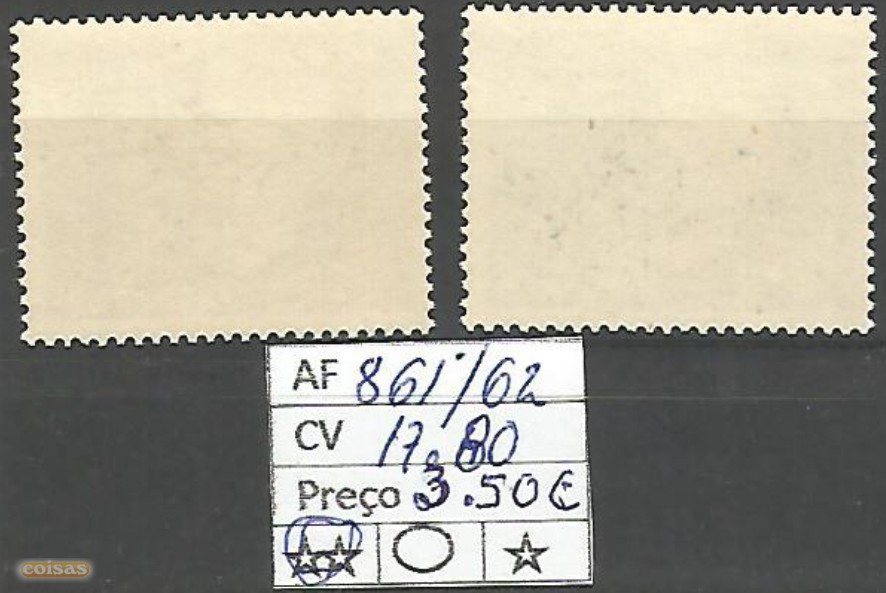 AF 861/62
CV 17.80
Preço 3.50€
coisas